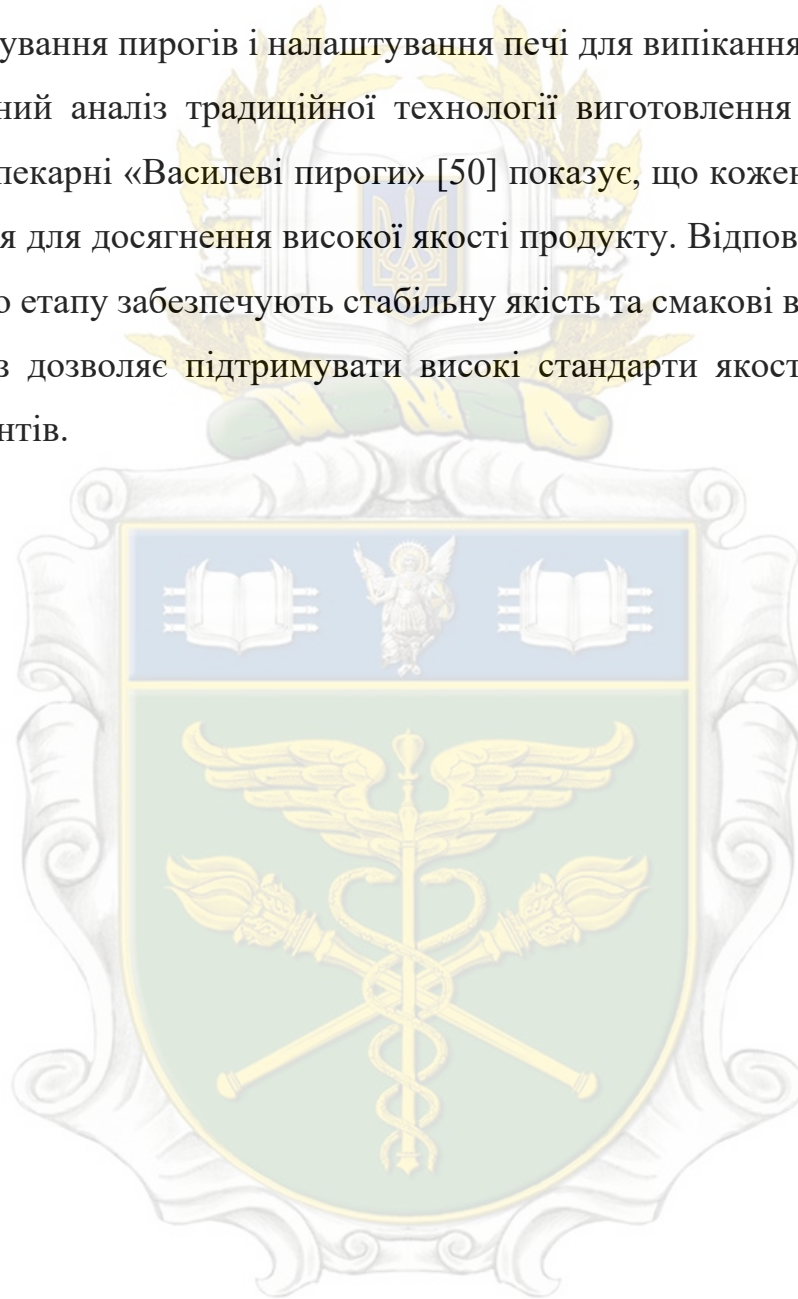 ування пирогів і налаштування печі для випікання
ний аналіз традиційної технології виготовлення
пекарні «Василеві пироги» [50] показує, що кожен
я для досягнення високої якості продукту. Відпов
о етапу забезпечують стабільну якість та смакові в
з дозволяє підтримувати високі стандарти якост
нтів.